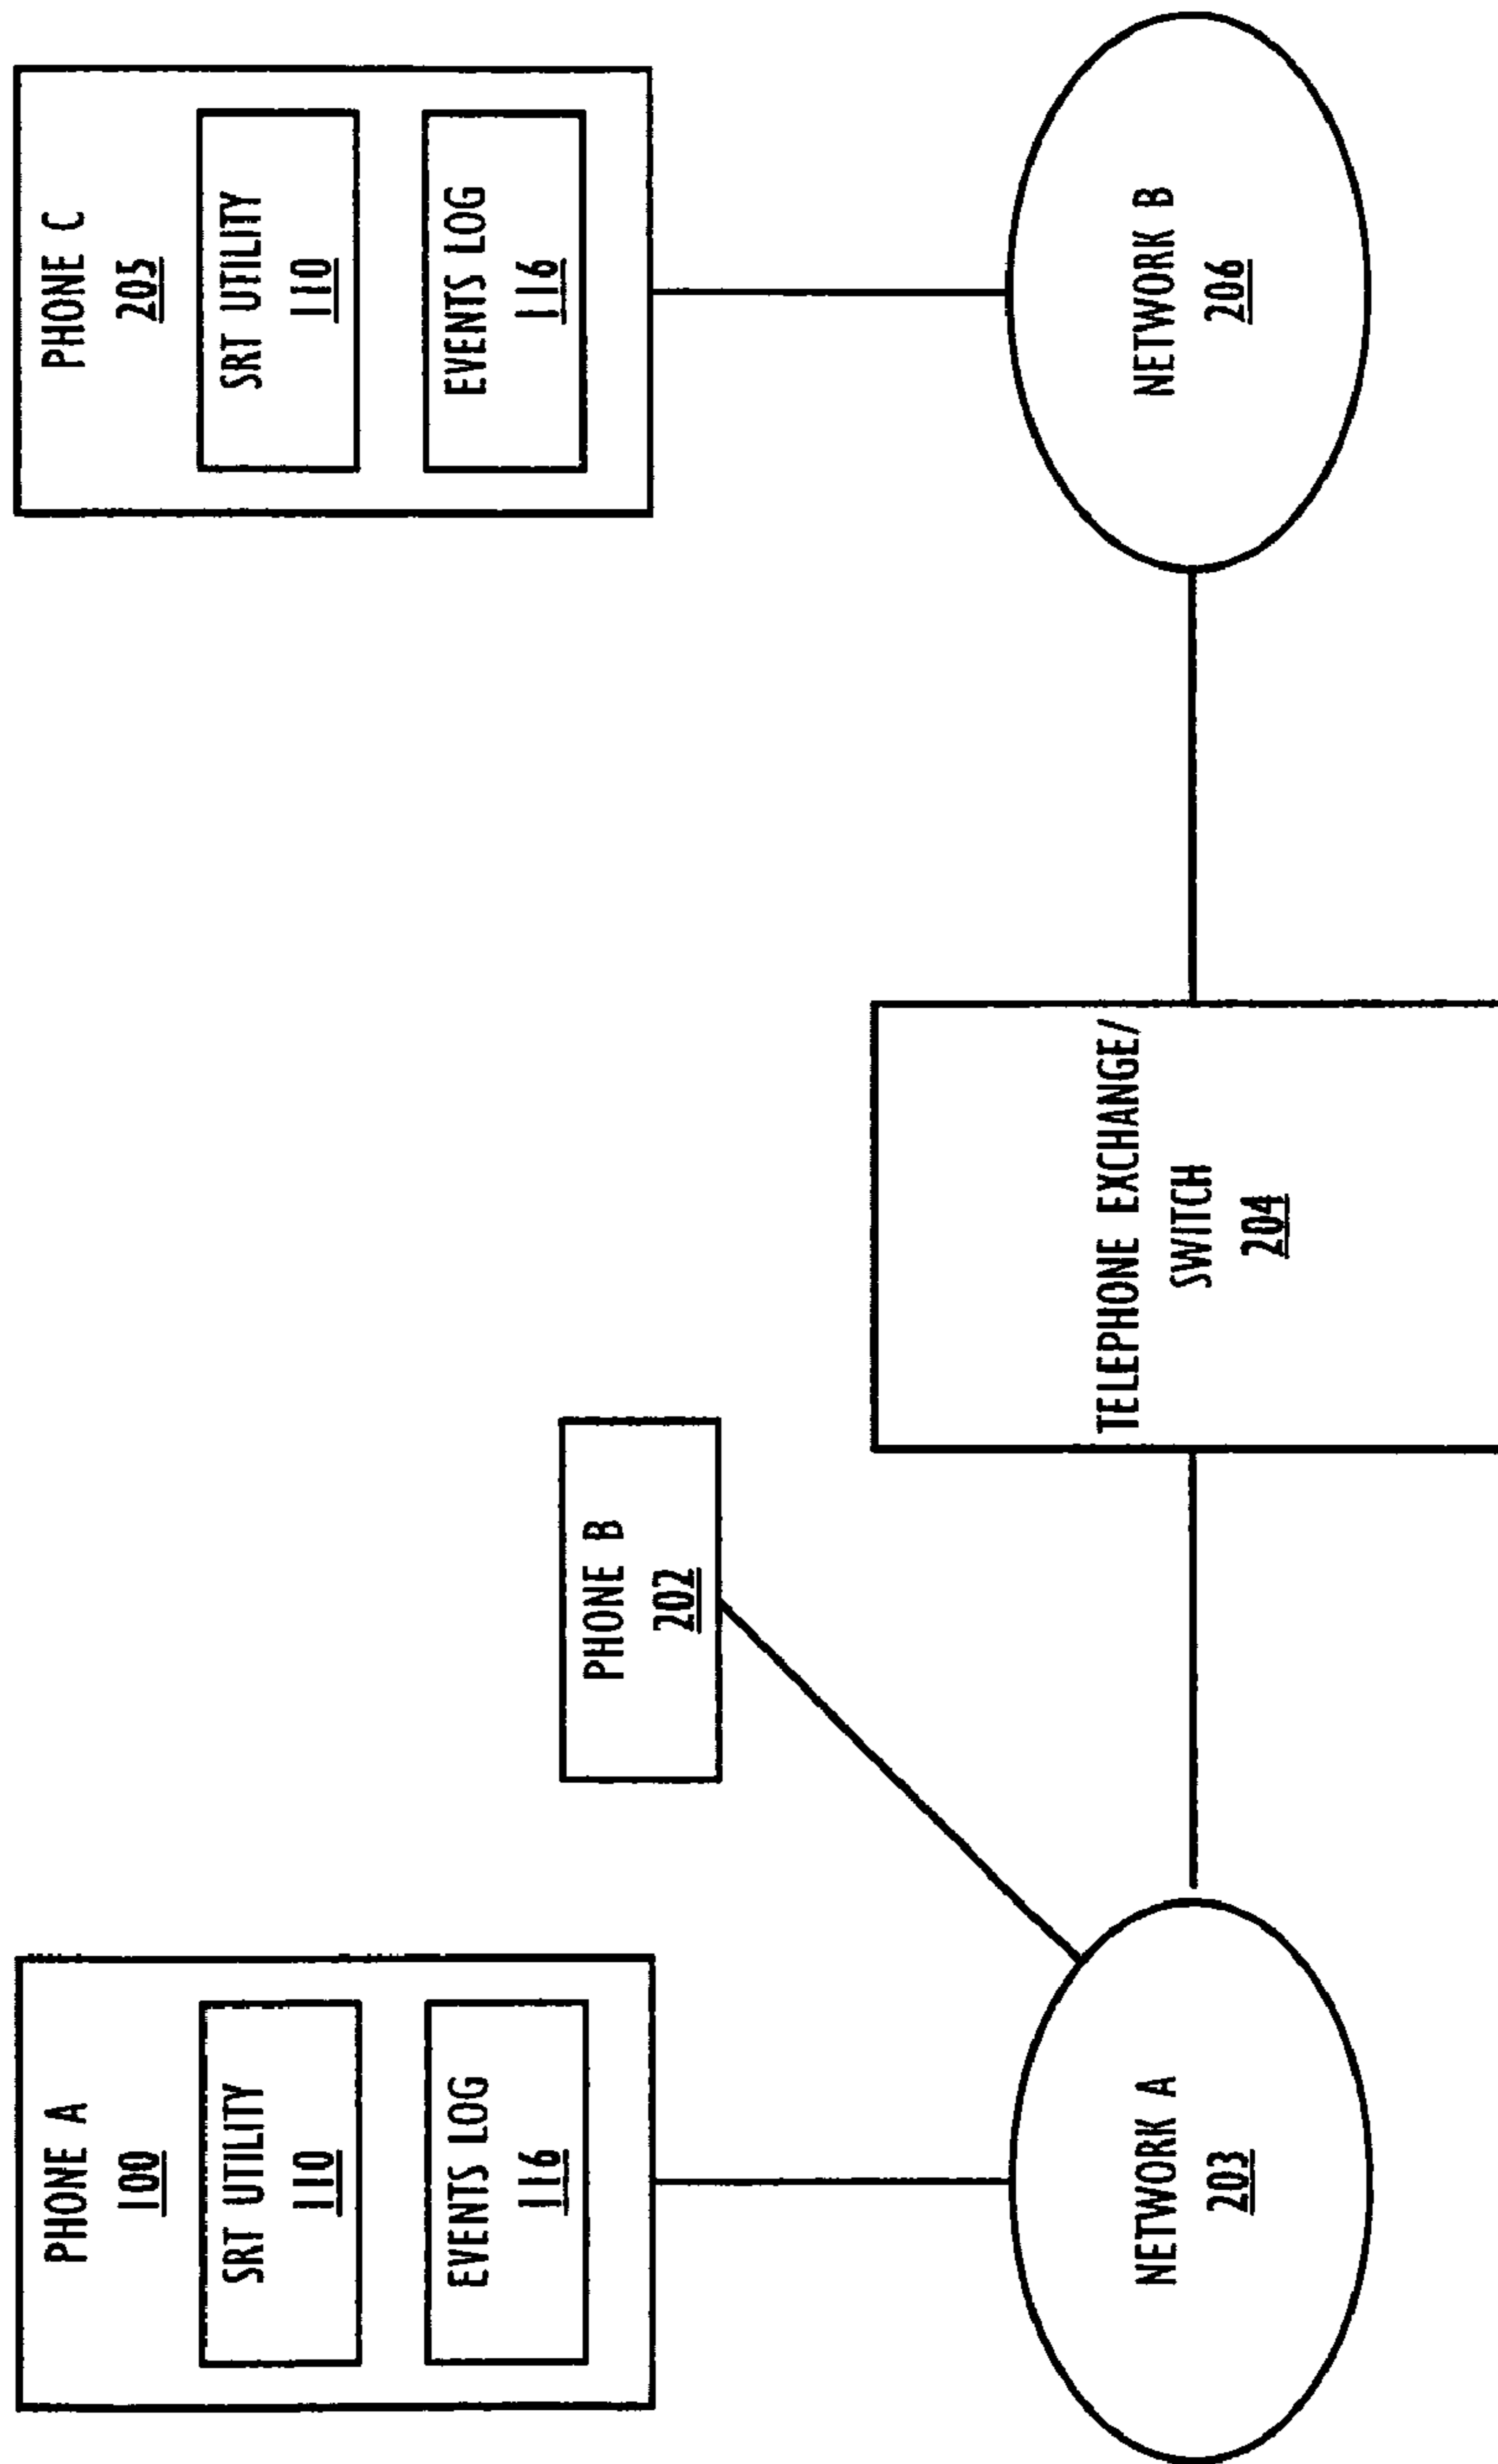 PHONE A
100
SRT UTILITY
110
EVENTS LOG
116
PHONE B
202
PHONE C
205
SRT UTILITY
110
EVENTS LOG
116
NETWORK A
203
TELEPHONE EXCHANGE/
SWITCH
204
NETWORK B
206